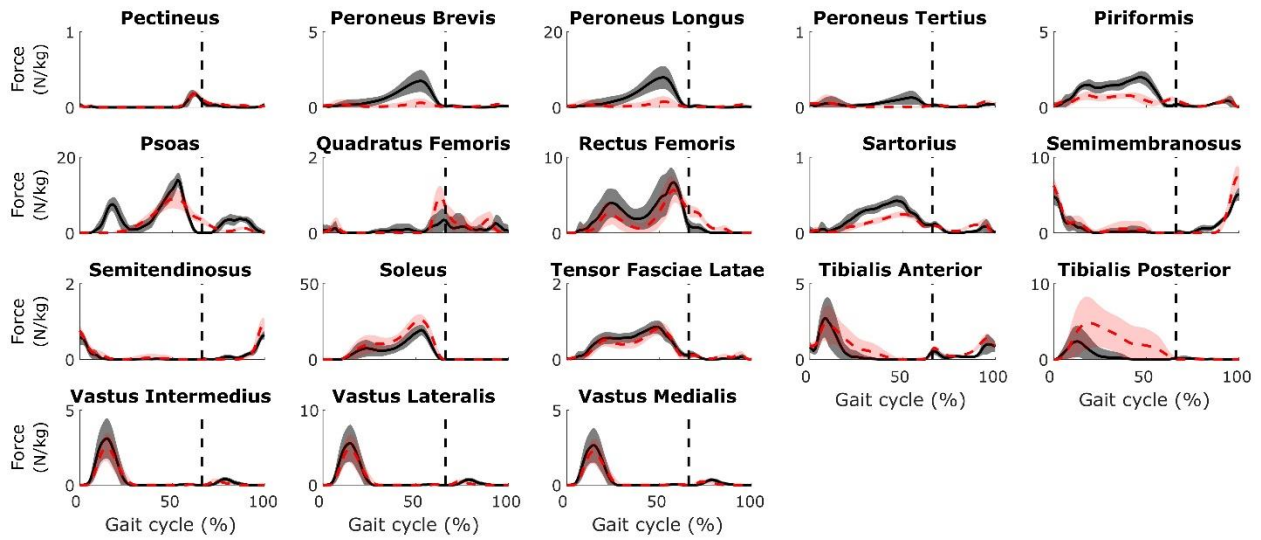 Pectineus Peroneus Brevis Peroneus Longus Peroneus Tertius Piriformis
Force (N/kg)
1 5 20 1 5
0 0 0 0 0
Psoas Quadratus Femoris Rectus Femoris Sartorius Semimembranosus
Force (N/kg)
20 2 10 1 10
0 0 0 0 0
Semitendinosus Soleus Tensor Fasciae Latae Tibialis Anterior Tibialis Posterior
Force (N/kg)
2 50 2 5 10
0 0 0 0 0
0 50 100 0 50 100
Gait cycle (%) Gait cycle (%)
Vastus Intermedius Vastus Lateralis Vastus Medialis
Force (N/kg)
5 10 5
0 0 0
0 50 100 0 50 100 0 50 100
Gait cycle (%) Gait cycle (%) Gait cycle (%)